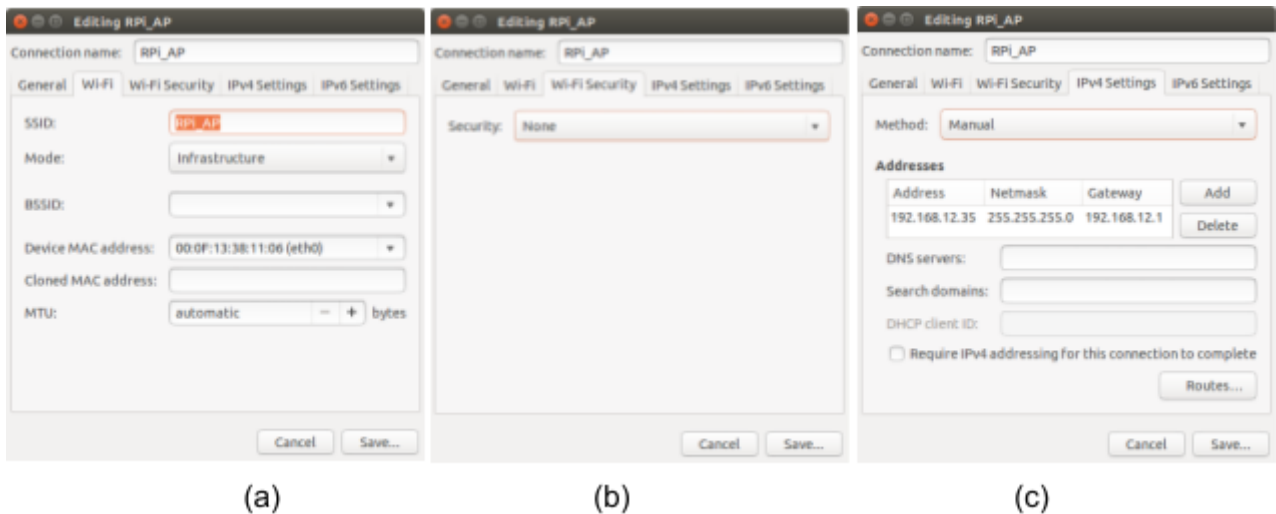 Editing RPi_AP
Connection name: RPi_AP
General Wi-Fi Wi-Fi Security IPv4 Settings IPv6 Settings
SSID: RPi_AP
Mode: Infrastructure
BSSID:
Device MAC address: 00:0F:13:38:11:06 (eth0)
Cloned MAC address:
MTU: automatic − + bytes
Cancel Save...
(a)
Editing RPi_AP
Connection name: RPi_AP
General Wi-Fi Wi-Fi Security IPv4 Settings IPv6 Settings
Security: None
Cancel Save...
(b)
Editing RPi_AP
Connection name: RPi_AP
General Wi-Fi Wi-Fi Security IPv4 Settings IPv6 Settings
Method: Manual
Addresses
Address Netmask Gateway Add
192.168.12.35 255.255.255.0 192.168.12.1 Delete
DNS servers:
Search domains:
DHCP client ID:
Require IPv4 addressing for this connection to complete
Routes...
Cancel Save...
(c)